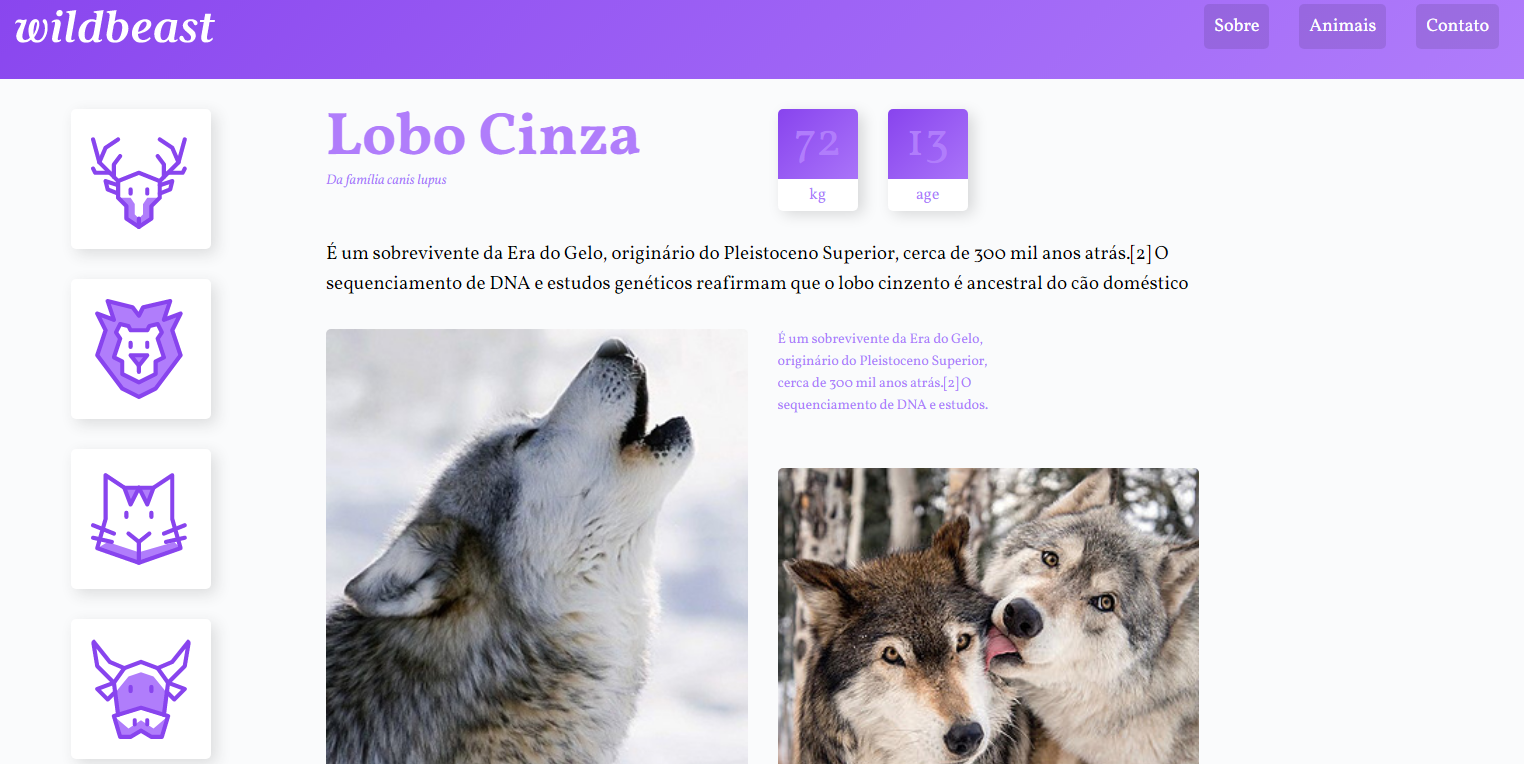 wildbeast
Sobre
Animais
Contato
Lobo Cinza
Da família canis lupus
72
kg
13
age
É um sobrevivente da Era do Gelo, originário do Pleistoceno Superior, cerca de 300 mil anos atrás.[2] O
sequenciamento de DNA e estudos genéticos reafirmam que o lobo cinzento é ancestral do cão doméstico
É um sobrevivente da Era do Gelo,
originário do Pleistoceno Superior,
cerca de 300 mil anos atrás.[2] O
sequenciamento de DNA e estudos.